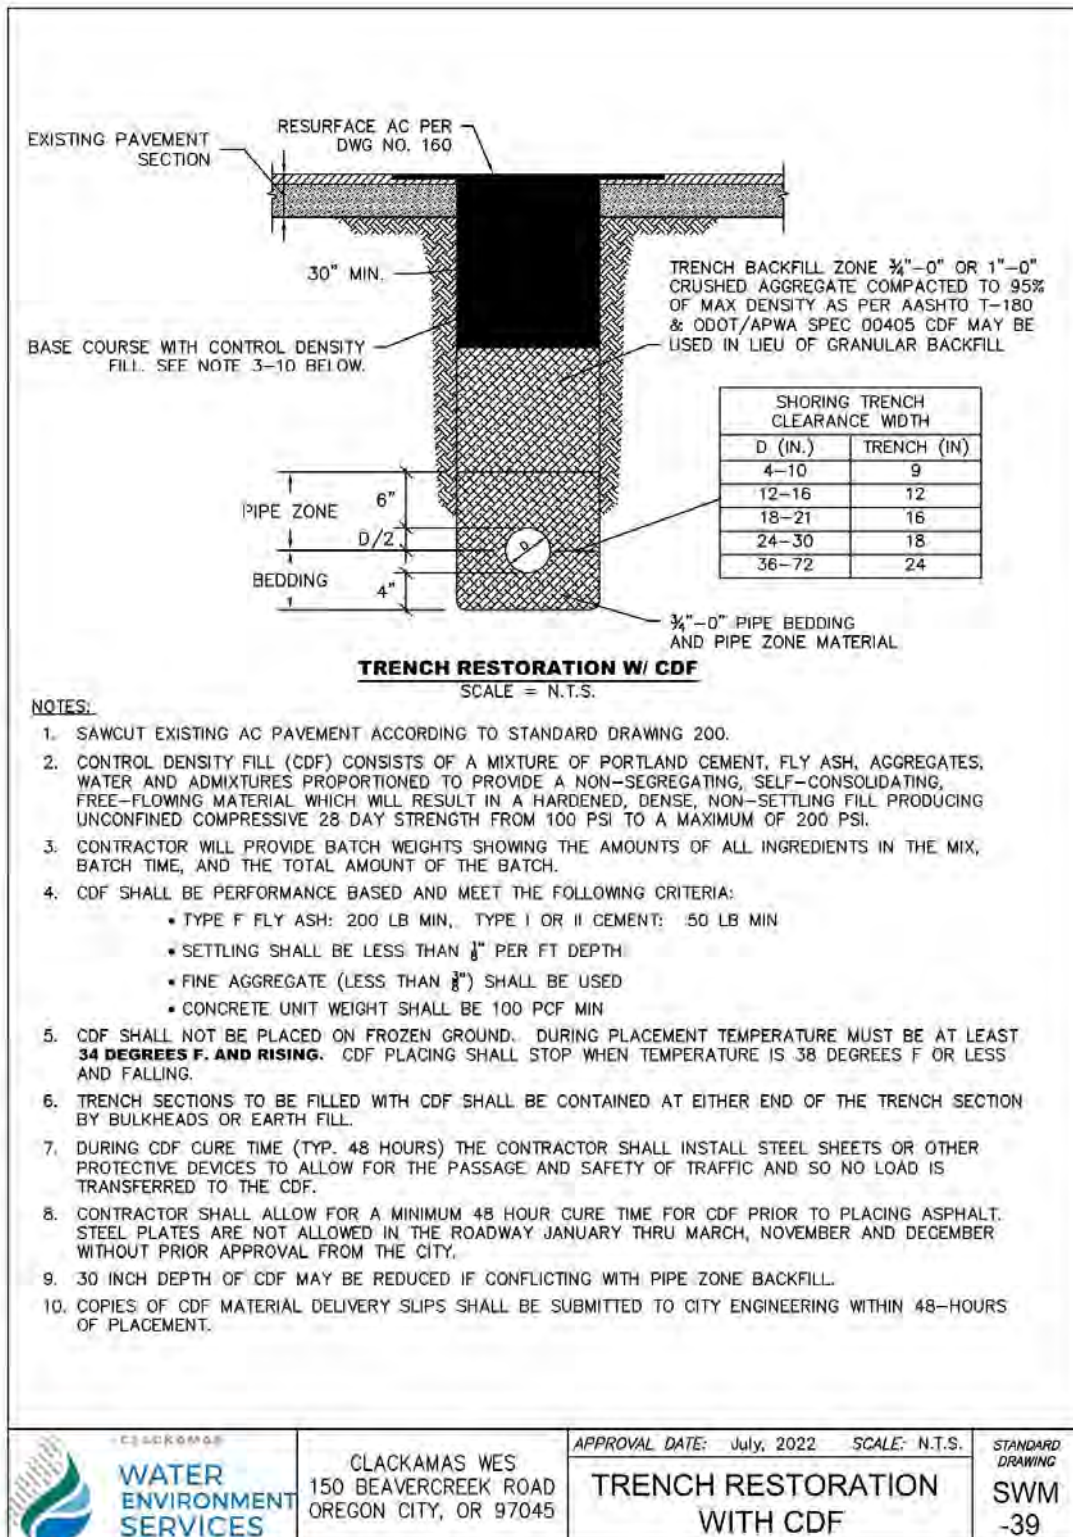 RESURFACE AC PER
DWG NO. 160
EXISTING PAVEMENT
SECTION
30" MIN.
BASE COURSE WITH CONTROL DENSITY
FILL. SEE NOTE 3-10 BELOW.
TRENCH BACKFILL ZONE ¾"-0" OR 1"-0"
CRUSHED AGGREGATE COMPACTED TO 95%
OF MAX DENSITY AS PER AASHTO T-180
& ODOT/APWA SPEC 00405 CDF MAY BE
USED IN LIEU OF GRANULAR BACKFILL
SHORING TRENCH
CLEARANCE WIDTH
D (IN.) TRENCH (IN)
4-10 9
12-16 12
18-21 16
24-30 18
36-72 24
PIPE ZONE
6"
D/2
D
BEDDING
4"
¾"-0" PIPE BEDDING
AND PIPE ZONE MATERIAL
TRENCH RESTORATION W/ CDF
SCALE = N.T.S.
NOTES:
1. SAWCUT EXISTING AC PAVEMENT ACCORDING TO STANDARD DRAWING 200.
2. CONTROL DENSITY FILL (CDF) CONSISTS OF A MIXTURE OF PORTLAND CEMENT, FLY ASH, AGGREGATES,
WATER AND ADMIXTURES PROPORTIONED TO PROVIDE A NON-SEGREGATING, SELF-CONSOLIDATING,
FREE-FLOWING MATERIAL WHICH WILL RESULT IN A HARDENED, DENSE, NON-SETTLING FILL PRODUCING
UNCONFINED COMPRESSIVE 28 DAY STRENGTH FROM 100 PSI TO A MAXIMUM OF 200 PSI.
3. CONTRACTOR WILL PROVIDE BATCH WEIGHTS SHOWING THE AMOUNTS OF ALL INGREDIENTS IN THE MIX,
BATCH TIME, AND THE TOTAL AMOUNT OF THE BATCH.
4. CDF SHALL BE PERFORMANCE BASED AND MEET THE FOLLOWING CRITERIA:
• TYPE F FLY ASH: 200 LB MIN, TYPE I OR II CEMENT: 50 LB MIN
• SETTLING SHALL BE LESS THAN ⅛" PER FT DEPTH
• FINE AGGREGATE (LESS THAN ⅜") SHALL BE USED
• CONCRETE UNIT WEIGHT SHALL BE 100 PCF MIN
5. CDF SHALL NOT BE PLACED ON FROZEN GROUND. DURING PLACEMENT TEMPERATURE MUST BE AT LEAST
34 DEGREES F. AND RISING. CDF PLACING SHALL STOP WHEN TEMPERATURE IS 38 DEGREES F OR LESS
AND FALLING.
6. TRENCH SECTIONS TO BE FILLED WITH CDF SHALL BE CONTAINED AT EITHER END OF THE TRENCH SECTION
BY BULKHEADS OR EARTH FILL.
7. DURING CDF CURE TIME (TYP. 48 HOURS) THE CONTRACTOR SHALL INSTALL STEEL SHEETS OR OTHER
PROTECTIVE DEVICES TO ALLOW FOR THE PASSAGE AND SAFETY OF TRAFFIC AND SO NO LOAD IS
TRANSFERRED TO THE CDF.
8. CONTRACTOR SHALL ALLOW FOR A MINIMUM 48 HOUR CURE TIME FOR CDF PRIOR TO PLACING ASPHALT.
STEEL PLATES ARE NOT ALLOWED IN THE ROADWAY JANUARY THRU MARCH, NOVEMBER AND DECEMBER
WITHOUT PRIOR APPROVAL FROM THE CITY.
9. 30 INCH DEPTH OF CDF MAY BE REDUCED IF CONFLICTING WITH PIPE ZONE BACKFILL.
10. COPIES OF CDF MATERIAL DELIVERY SLIPS SHALL BE SUBMITTED TO CITY ENGINEERING WITHIN 48-HOURS
OF PLACEMENT.
CLACKAMAS
WATER
ENVIRONMENT
SERVICES
CLACKAMAS WES
150 BEAVERCREEK ROAD
OREGON CITY, OR 97045
APPROVAL DATE: July, 2022 SCALE: N.T.S.
TRENCH RESTORATION
WITH CDF
STANDARD
DRAWING
SWM
-39